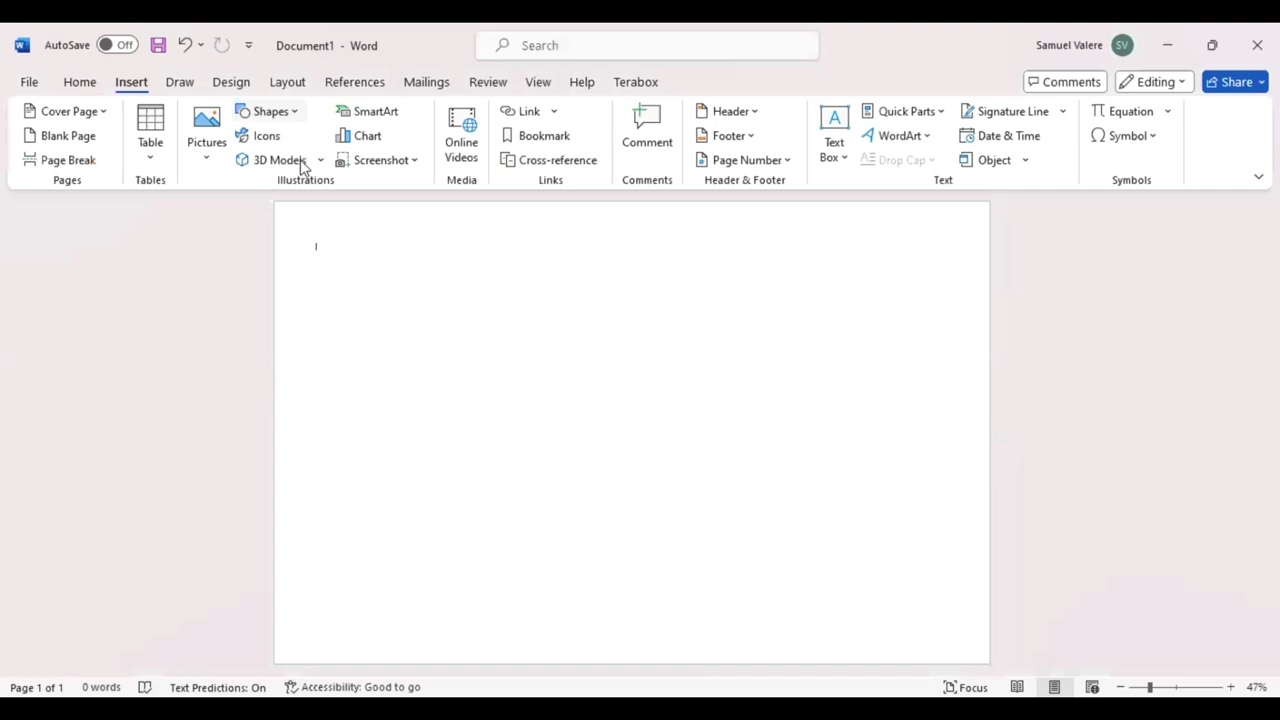 AutoSave Off Document1 - Word Search Samuel Valere SV
File Home Insert Draw Design Layout References Mailings Review View Help Terabox Comments Editing Share
Cover Page Shapes SmartArt Link Header Quick Parts Signature Line Equation
Blank Page Table Pictures Icons Chart Online Videos Bookmark Comment Footer Text Box WordArt Date & Time Symbol
Page Break 3D Models Screenshot Cross-reference Page Number Drop Cap Object
Pages Tables Illustrations Media Links Comments Header & Footer Text Symbols
Page 1 of 1 0 words Text Predictions: On Accessibility: Good to go Focus 47%